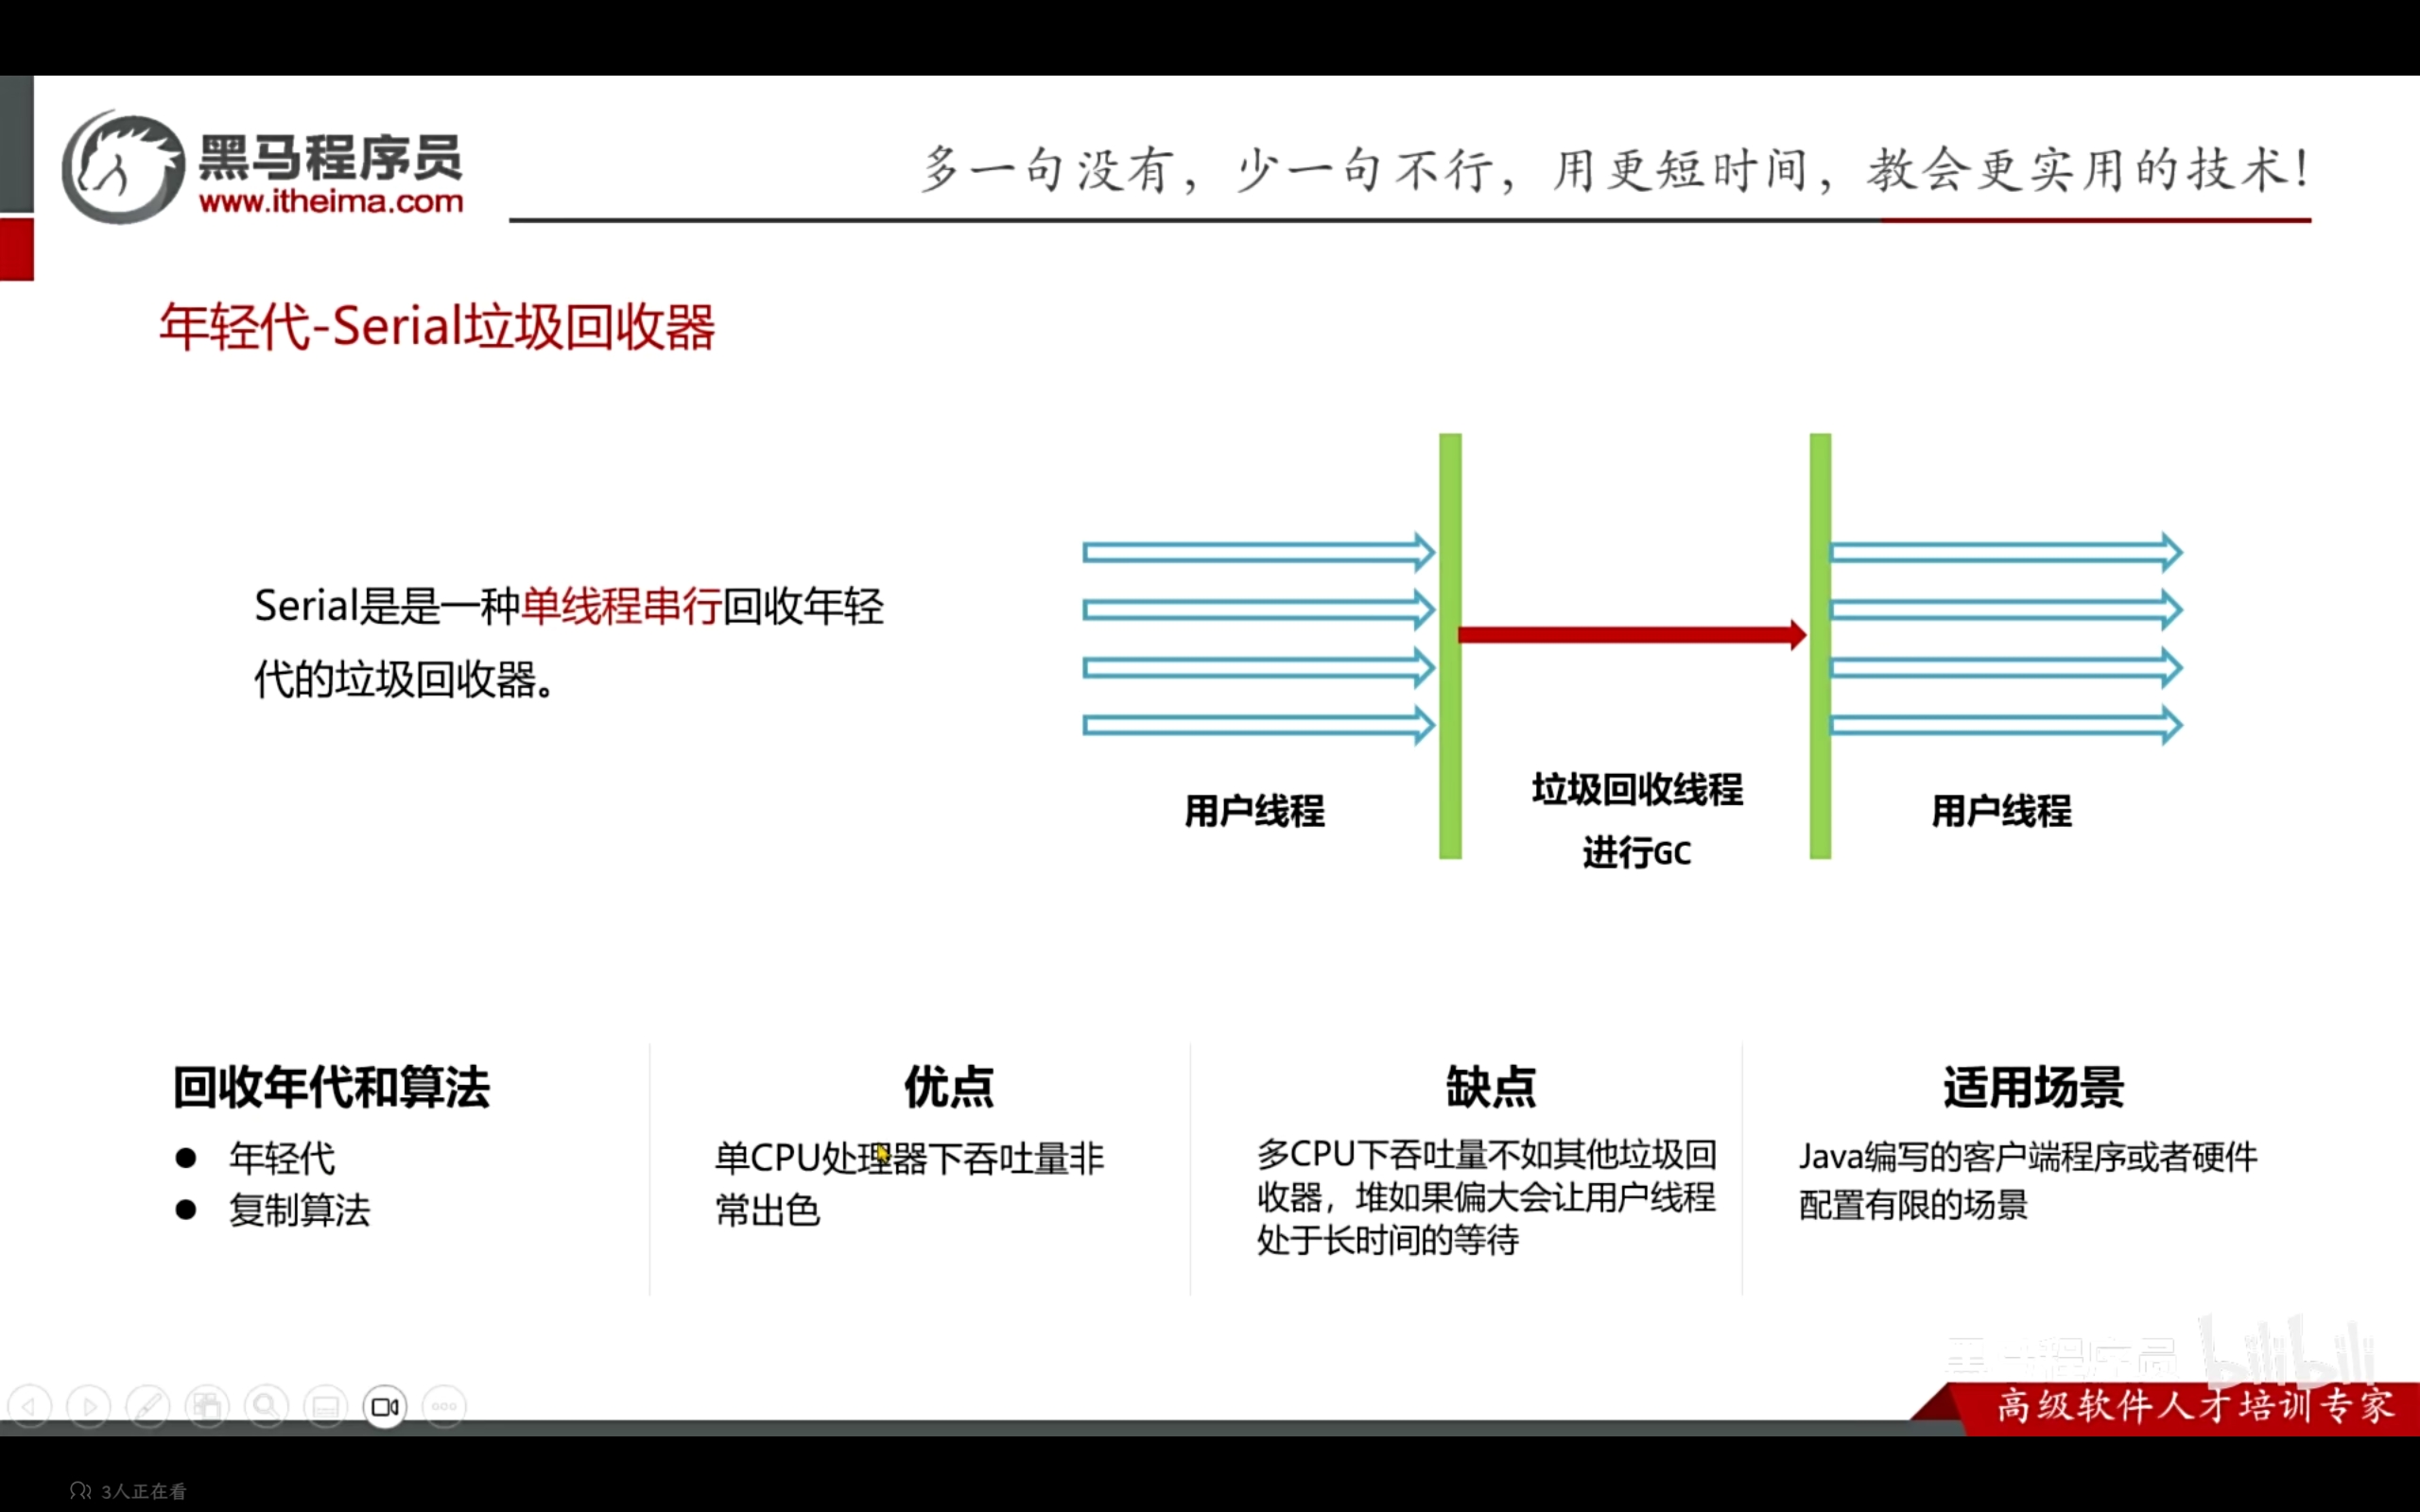 黑马程序员
www.itheima.com
多一句没有，少一句不行，用更短时间，教会更实用的技术！
年轻代-Serial垃圾回收器
Serial是是一种单线程串行回收年轻
代的垃圾回收器。
用户线程
垃圾回收线程
进行GC
用户线程
回收年代和算法
● 年轻代
● 复制算法
优点
单CPU处理器下吞吐量非
常出色
缺点
多CPU下吞吐量不如其他垃圾回
收器，堆如果偏大会让用户线程
处于长时间的等待
适用场景
Java编写的客户端程序或者硬件
配置有限的场景
黑马程序员 bilibili
高级软件人才培训专家
3人正在看